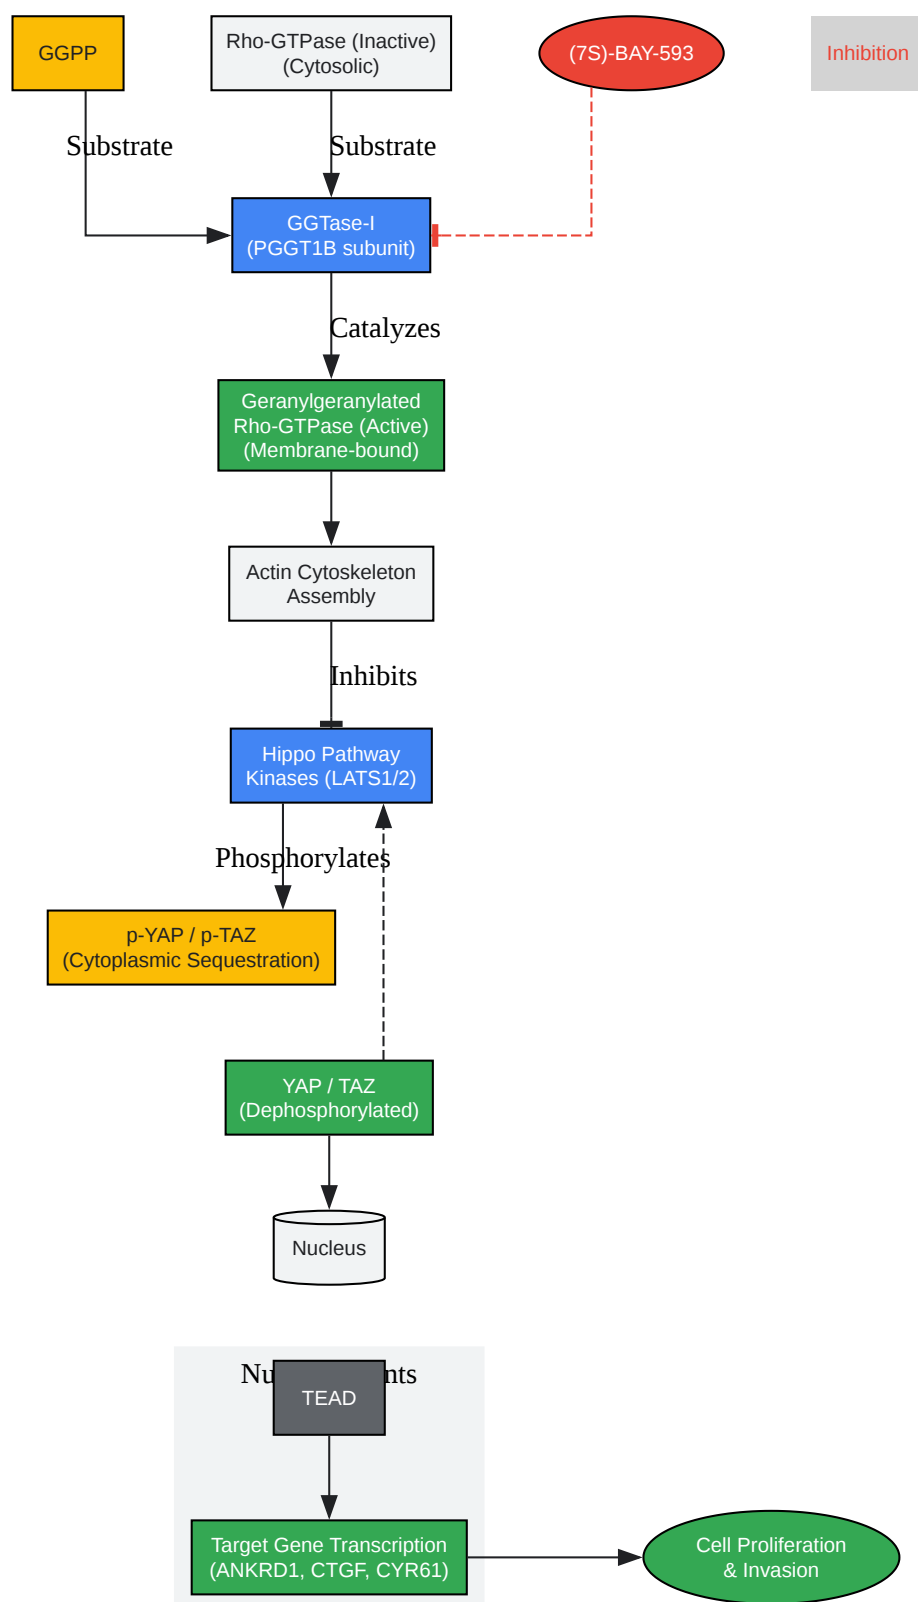 GGPP
Rho-GTPase (Inactive)
(Cytosolic)
(7S)-BAY-593
Inhibition
Substrate
Substrate
GGTase-I
(PGGT1B subunit)
Catalyzes
Geranylgeranylated
Rho-GTPase (Active)
(Membrane-bound)
Actin Cytoskeleton
Assembly
Inhibits
Hippo Pathway
Kinases (LATS1/2)
Phosphorylates
p-YAP / p-TAZ
(Cytoplasmic Sequestration)
YAP / TAZ
(Dephosphorylated)
Nucleus
TEAD
Target Gene Transcription
(ANKRD1, CTGF, CYR61)
Cell Proliferation
& Invasion